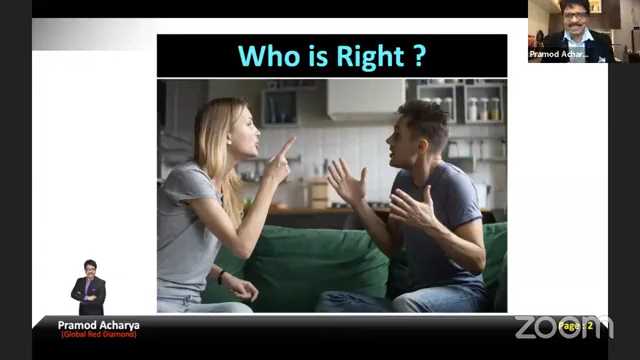 Who is Right ?
Pramod Achar...
Pramod Acharya
(Global Red Diamond)
Page : 2
zoom